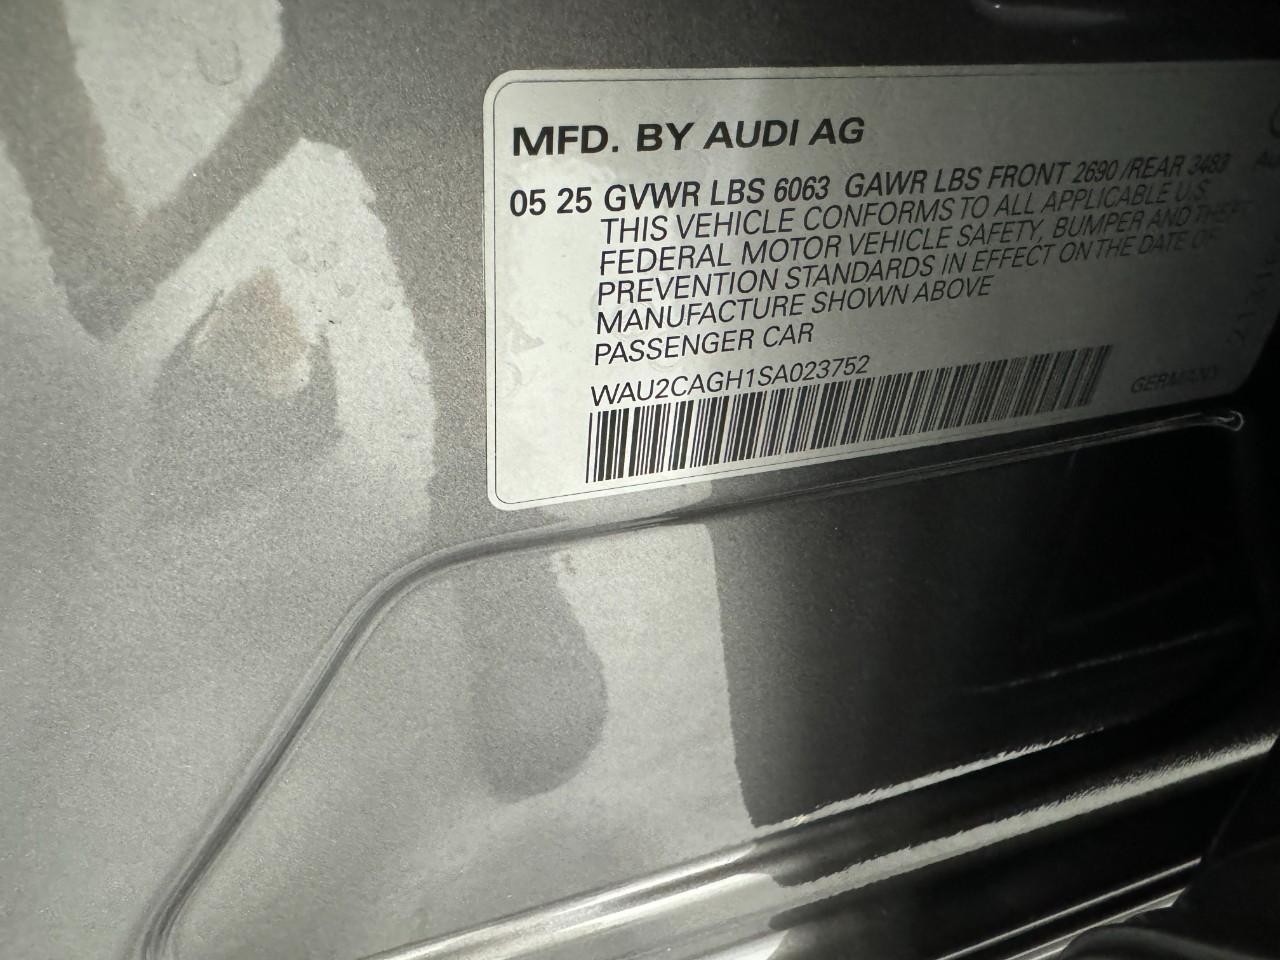 MFD. BY AUDI AG
05 25 GVWR LBS 6063 GAWR LBS FRONT 2690 /REAR 3483
THIS VEHICLE CONFORMS TO ALL APPLICABLE U.S.
FEDERAL MOTOR VEHICLE SAFETY, BUMPER AND THEFT
PREVENTION STANDARDS IN EFFECT ON THE DATE OF
MANUFACTURE SHOWN ABOVE
PASSENGER CAR
WAU2CAGH1SA023752
GERMANY